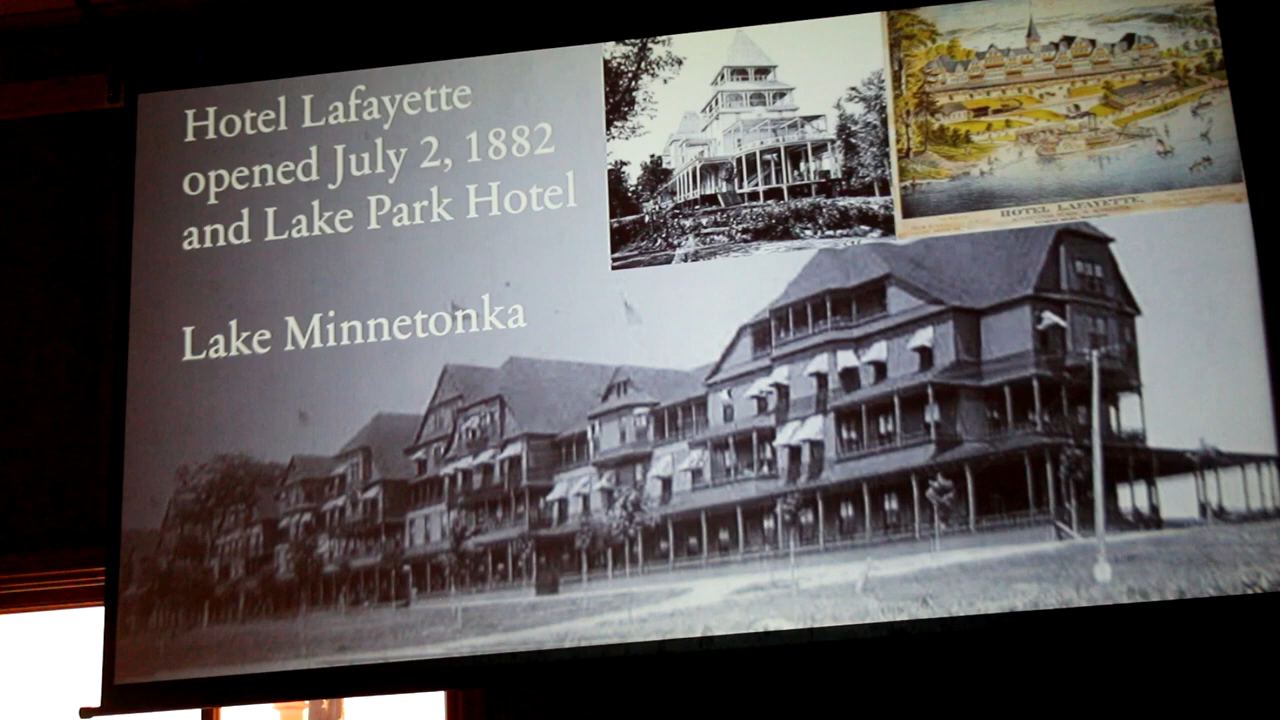 Hotel Lafayette
opened July 2, 1882
and Lake Park Hotel
Lake Minnetonka
HOTEL LAFAYETTE,